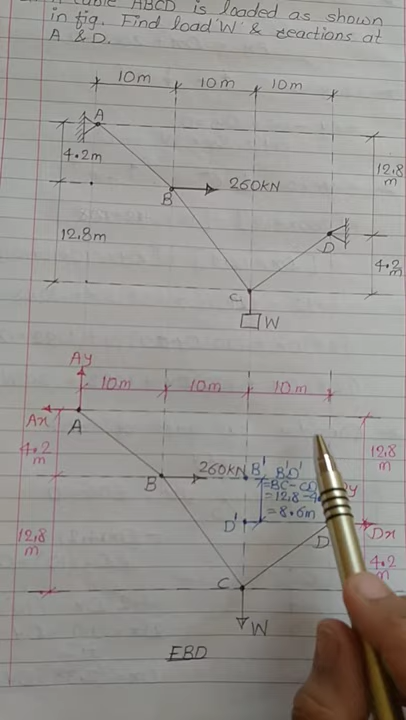 cable ABCD is loaded as shown
in fig. Find load 'W' & reactions at
A & D.
10m 10m 10m
A
4.2m
12.8
m
B 260KN
12.8m
D
4.2
m
C
W
Ay
10m 10m 10m
Ax
A
4.2
m
12.8
m
B 260KN B' B'D'
=BC-CD
=12.8-4
=8.6m
y
D'
Dx
D
12.8
m
4.2
m
C
W
FBD